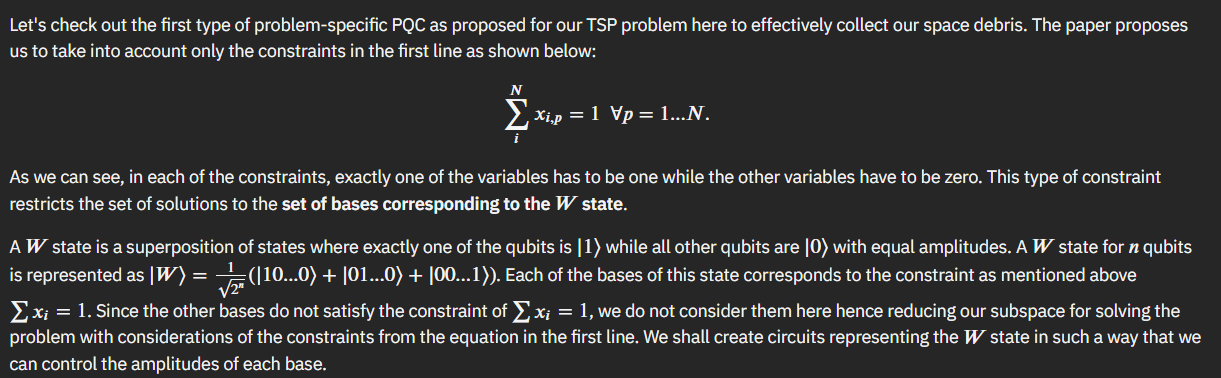 Let's check out the first type of problem-specific PQC as proposed for our TSP problem here to effectively collect our space debris. The paper proposes
us to take into account only the constraints in the first line as shown below:
∑_{i}^{N} x_{i,p} = 1 ∀p = 1...N.
As we can see, in each of the constraints, exactly one of the variables has to be one while the other variables have to be zero. This type of constraint
restricts the set of solutions to the set of bases corresponding to the W state.
A W state is a superposition of states where exactly one of the qubits is |1⟩ while all other qubits are |0⟩ with equal amplitudes. A W state for n qubits
is represented as |W⟩ = \frac{1}{\sqrt{2^n}}(|10...0⟩ + |01...0⟩ + |00...1⟩). Each of the bases of this state corresponds to the constraint as mentioned above
∑ x_i = 1. Since the other bases do not satisfy the constraint of ∑ x_i = 1, we do not consider them here hence reducing our subspace for solving the
problem with considerations of the constraints from the equation in the first line. We shall create circuits representing the W state in such a way that we
can control the amplitudes of each base.